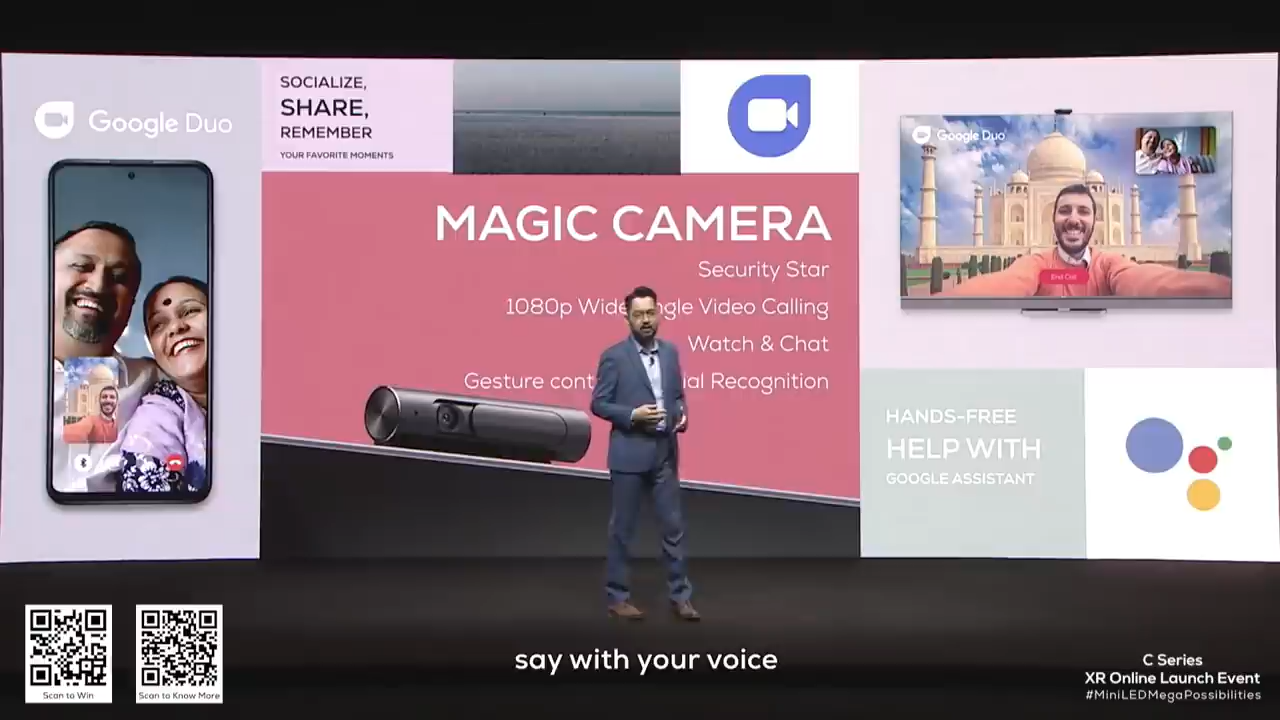 Google Duo
SOCIALIZE,
SHARE,
REMEMBER
YOUR FAVORITE MOMENTS
MAGIC CAMERA
Security Star
1080p Wide ngle Video Calling
Watch & Chat
Gesture cont ial Recognition
Google Duo
End Call
HANDS-FREE
HELP WITH
GOOGLE ASSISTANT
say with your voice
Scan to Win
Scan to Know More
C Series
XR Online Launch Event
#MiniLEDMegaPossibilities